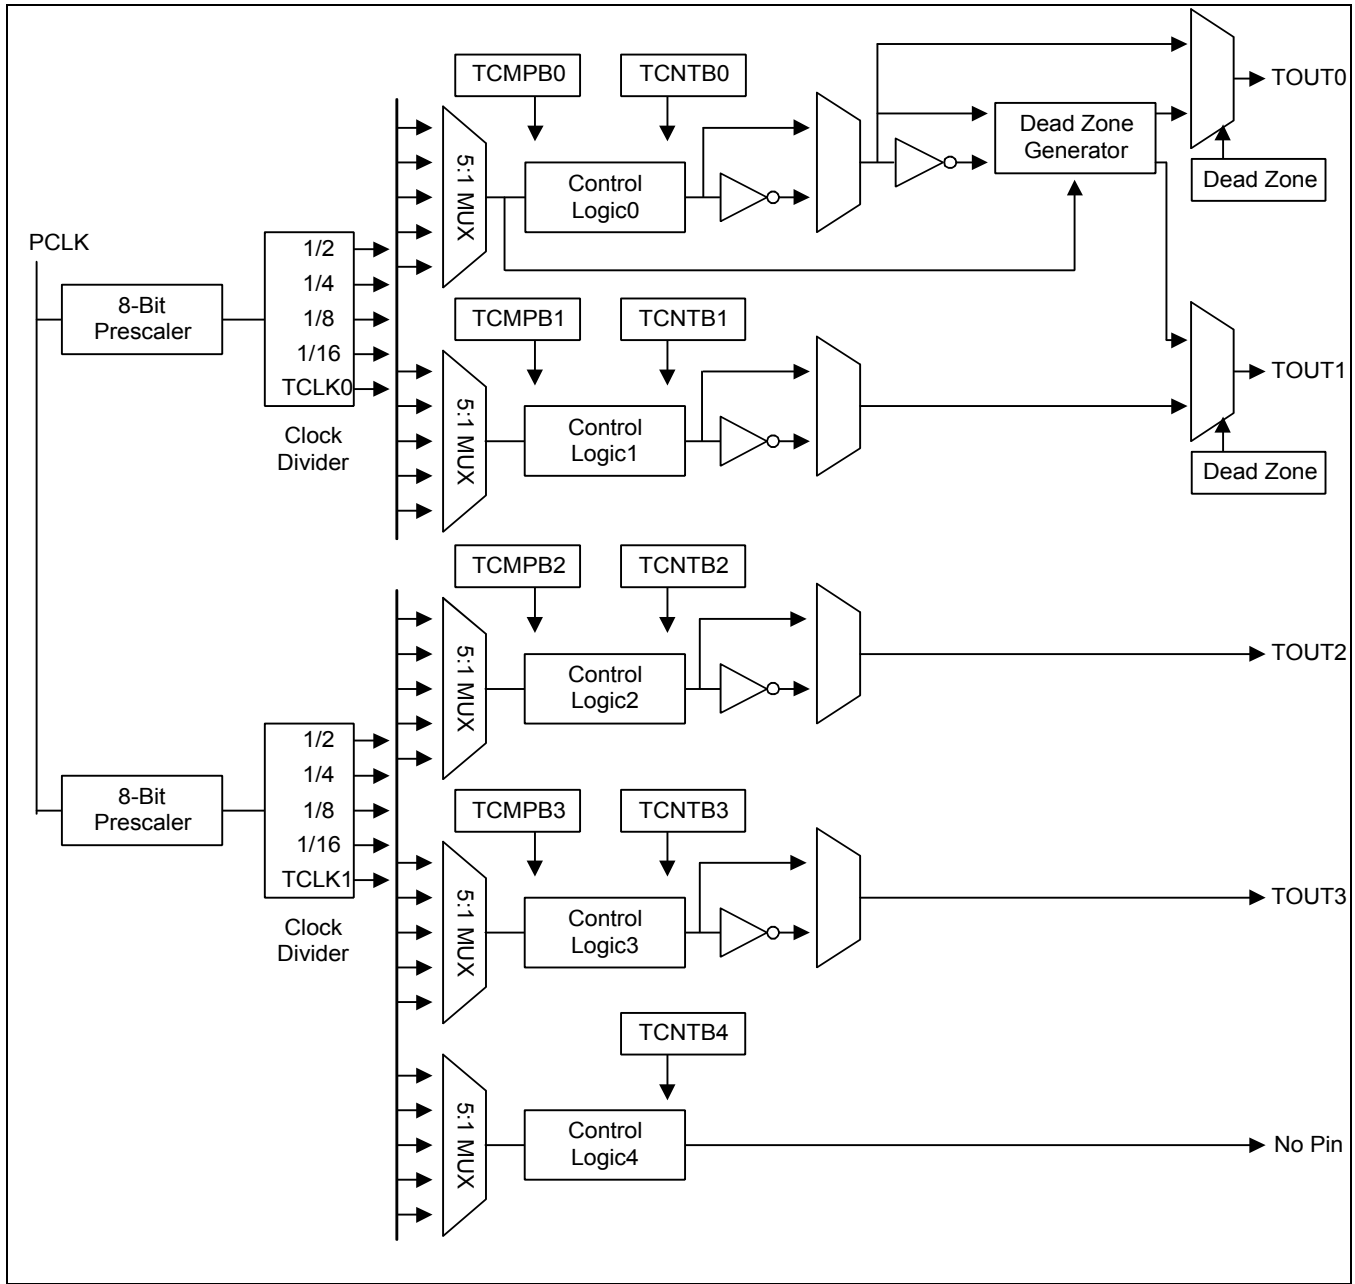 TCMPB0
TCNTB0
TOUT0
Dead Zone
Generator
5:1 MUX
Control
Logic0
Dead Zone
PCLK
1/2
1/4
1/8
1/16
TCLK0
8-Bit
Prescaler
Clock
Divider
TCMPB1
TCNTB1
TOUT1
5:1 MUX
Control
Logic1
Dead Zone
TCMPB2
TCNTB2
TOUT2
5:1 MUX
Control
Logic2
1/2
1/4
1/8
1/16
TCLK1
8-Bit
Prescaler
Clock
Divider
TCMPB3
TCNTB3
TOUT3
5:1 MUX
Control
Logic3
TCNTB4
5:1 MUX
Control
Logic4
No Pin